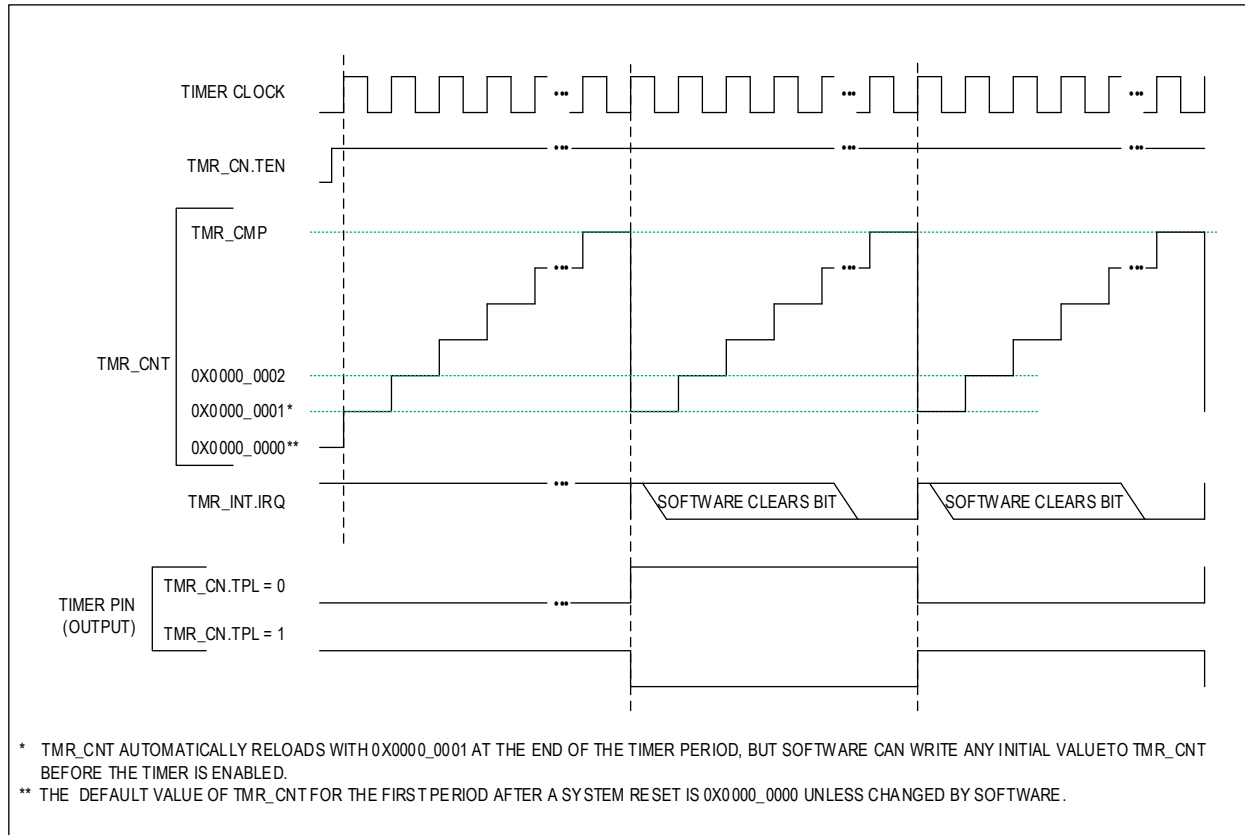 TIMER CLOCK
...
...
...
TMR_CN.TEN
...
...
...
TMR_CNT
TMR_CMP
...
...
...
0X0000_0002
0X0000_0001*
0X0000_0000**
TMR_INT.IRQ
...
SOFTWARE CLEARS BIT
SOFTWARE CLEARS BIT
TIMER PIN
(OUTPUT)
TMR_CN.TPL = 0
...
TMR_CN.TPL = 1
* TMR_CNT AUTOMATICALLY RELOADS WITH 0X0000_0001 AT THE END OF THE TIMER PERIOD, BUT SOFTWARE CAN WRITE ANY INITIAL VALUE TO TMR_CNT
BEFORE THE TIMER IS ENABLED.
** THE DEFAULT VALUE OF TMR_CNT FOR THE FIRST PERIOD AFTER A SYSTEM RESET IS 0X0000_0000 UNLESS CHANGED BY SOFTWARE.